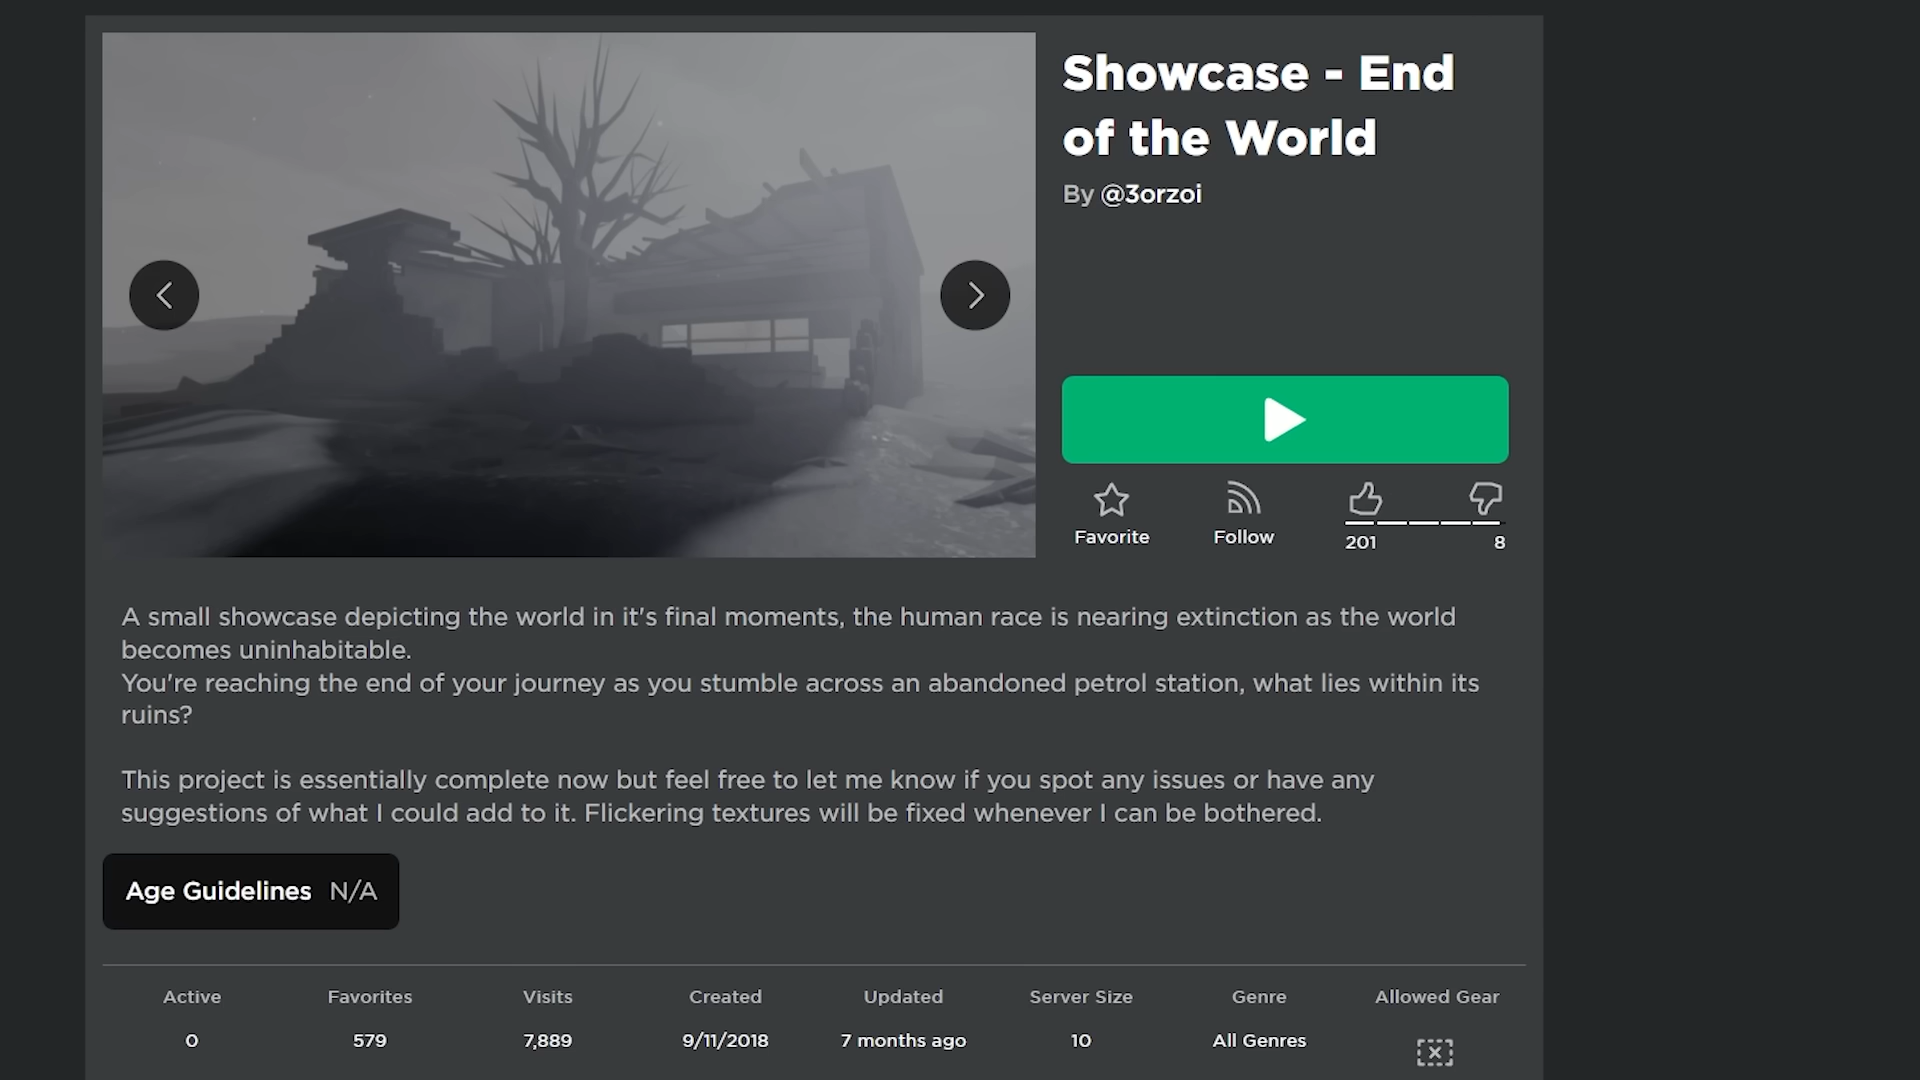 Showcase - End
of the World
By @3orzoi
Favorite
Follow
201
8
A small showcase depicting the world in it's final moments, the human race is nearing extinction as the world
becomes uninhabitable.
You're reaching the end of your journey as you stumble across an abandoned petrol station, what lies within its
ruins?
This project is essentially complete now but feel free to let me know if you spot any issues or have any
suggestions of what I could add to it. Flickering textures will be fixed whenever I can be bothered.
Age Guidelines N/A
Active Favorites Visits Created Updated Server Size Genre Allowed Gear
0 579 7,889 9/11/2018 7 months ago 10 All Genres